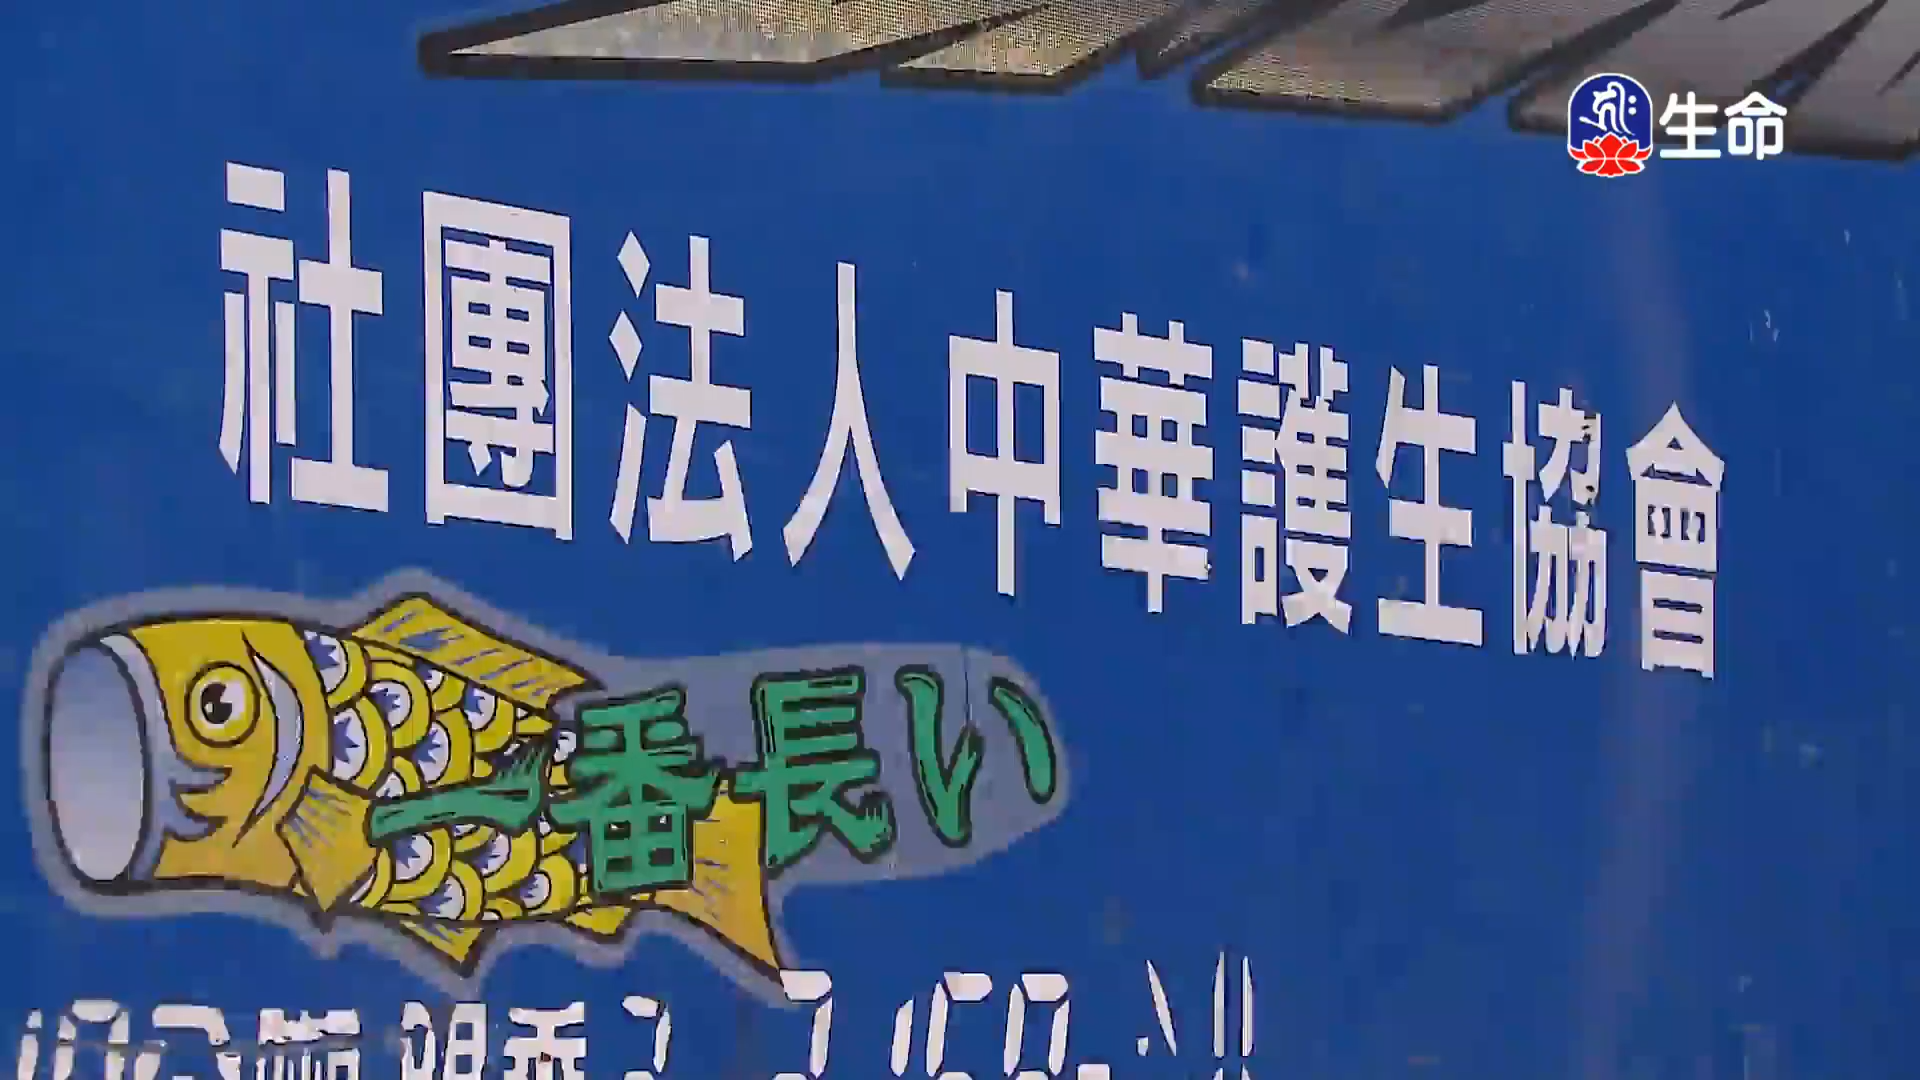 生命
社團法人中華護生協會
一番長い